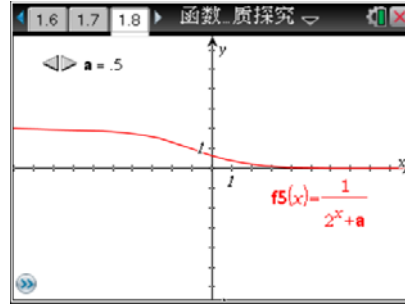 1.6 1.7 1.8 函数_质探究
y
a = .5
1
x
1
f5(x)=1/(2^x+a)